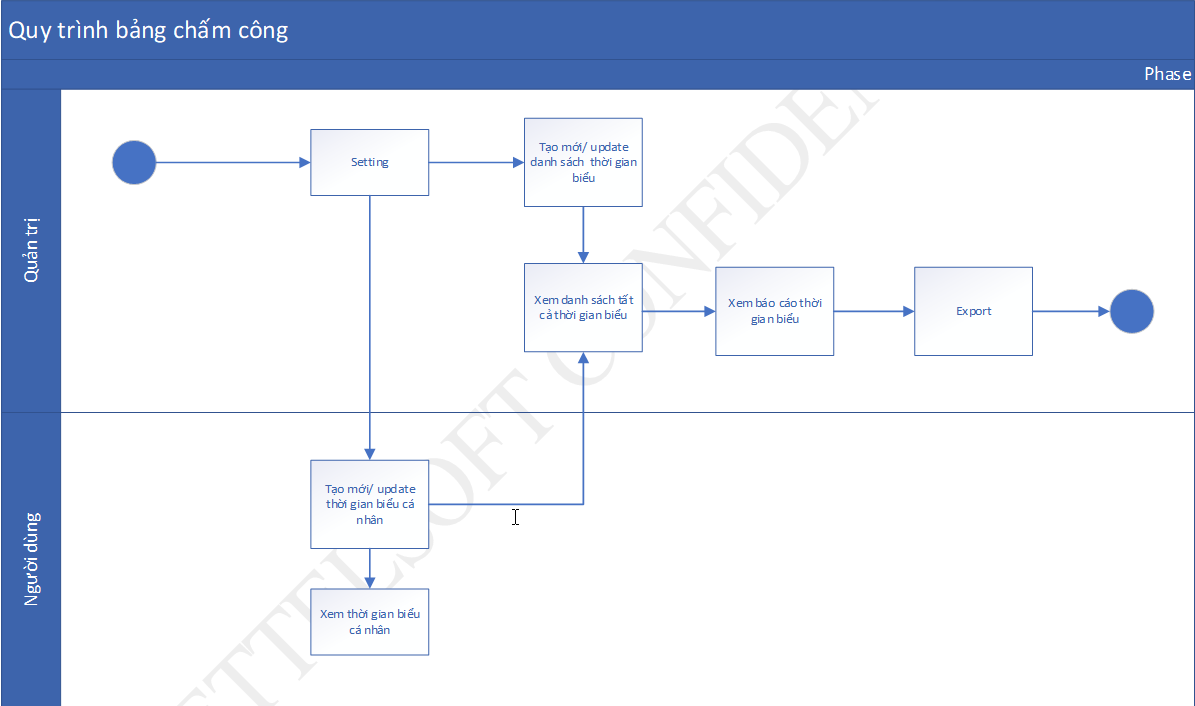 Quy trình bảng chấm công
Phase
Quản trị
Setting
Tạo mới/ update
danh sách thời gian
biểu
Xem danh sách tất
cả thời gian biểu
Xem báo cáo thời
gian biểu
Export
Người dùng
Tạo mới/ update
thời gian biểu cá
nhân
Xem thời gian biểu
cá nhân